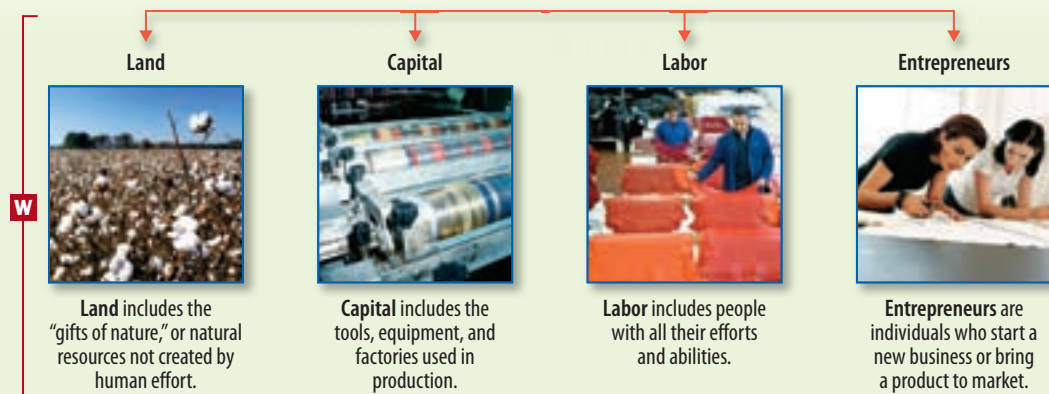 Land
Capital
Labor
Entrepreneurs
W
Land includes the
"gifts of nature," or natural
resources not created by
human effort.
Capital includes the
tools, equipment, and
factories used in
production.
Labor includes people
with all their efforts
and abilities.
Entrepreneurs are
individuals who start a
new business or bring
a product to market.